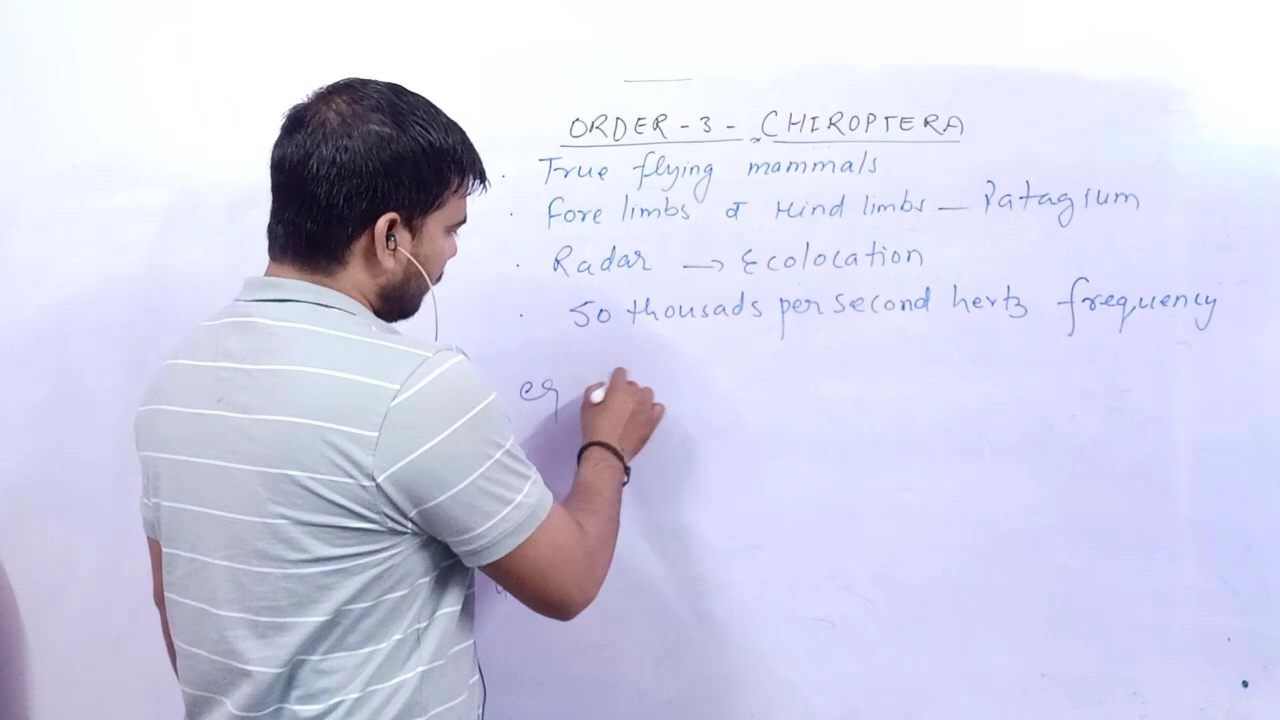 ORDER - 3 - CHIROPTERA
True flying mammals
Fore limbs & Hind limbs — Patagium
Radar → Ecolocation
50 thousads per second hertz frequency
eg